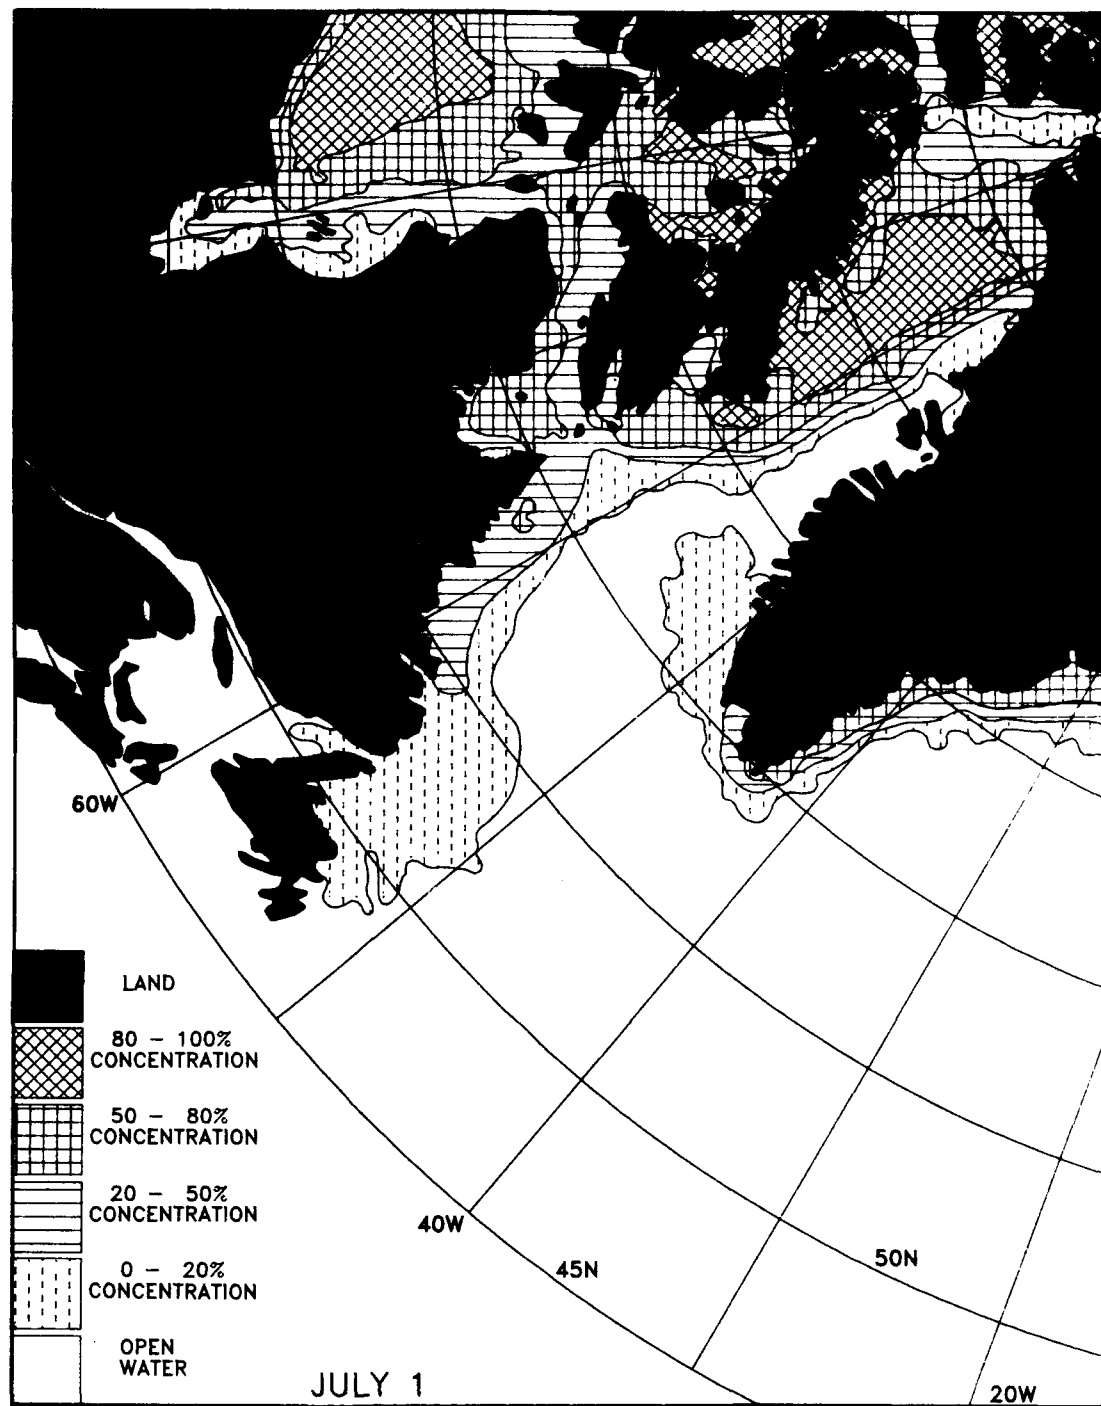 60W
LAND
80 - 100%
CONCENTRATION
50 - 80%
CONCENTRATION
20 - 50%
CONCENTRATION
40W
45N
50N
0 - 20%
CONCENTRATION
OPEN
WATER
JULY 1
20W